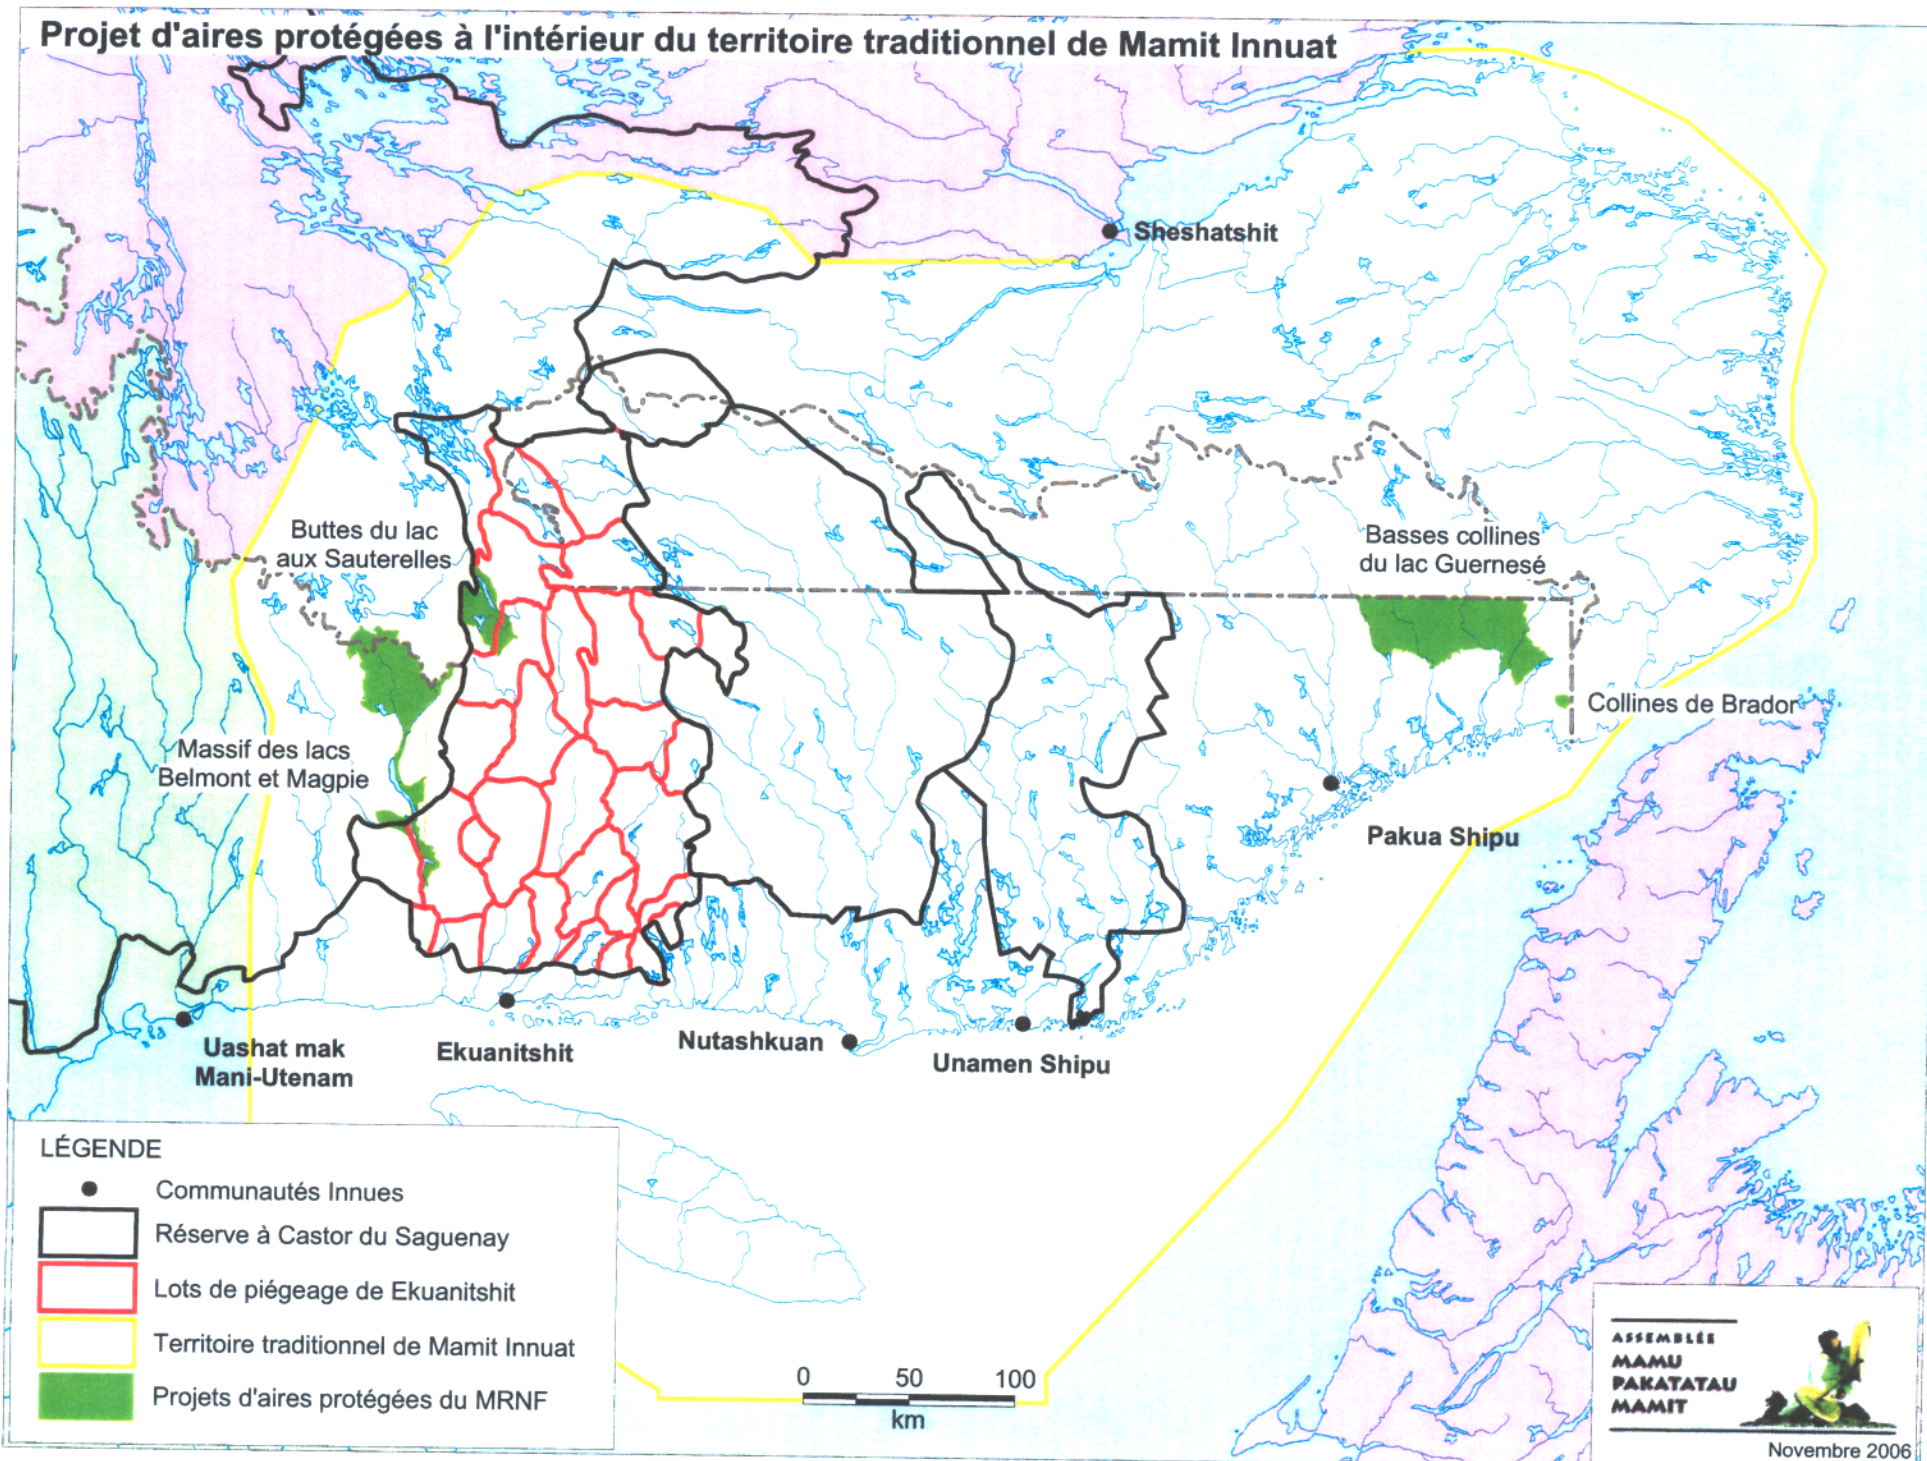 Projet d'aires protégées à l'intérieur du territoire traditionnel de Mamit Innuat
Sheshatshit
Buttes du lac
aux Sauterelles
Basses collines
du lac Guernesé
Collines de Brador
Massif des lacs
Belmont et Magpie
Pakua Shipu
Uashat mak
Mani-Utenam
Ekuanitshit
Nutashkuan
Unamen Shipu
LÉGENDE
Communautés Innues
Réserve à Castor du Saguenay
Lots de piégeage de Ekuanitshit
Territoire traditionnel de Mamit Innuat
Projets d'aires protégées du MRNF
0 50 100
km
ASSEMBLÉE
MAMU
PAKATATAU
MAMIT
Novembre 2006